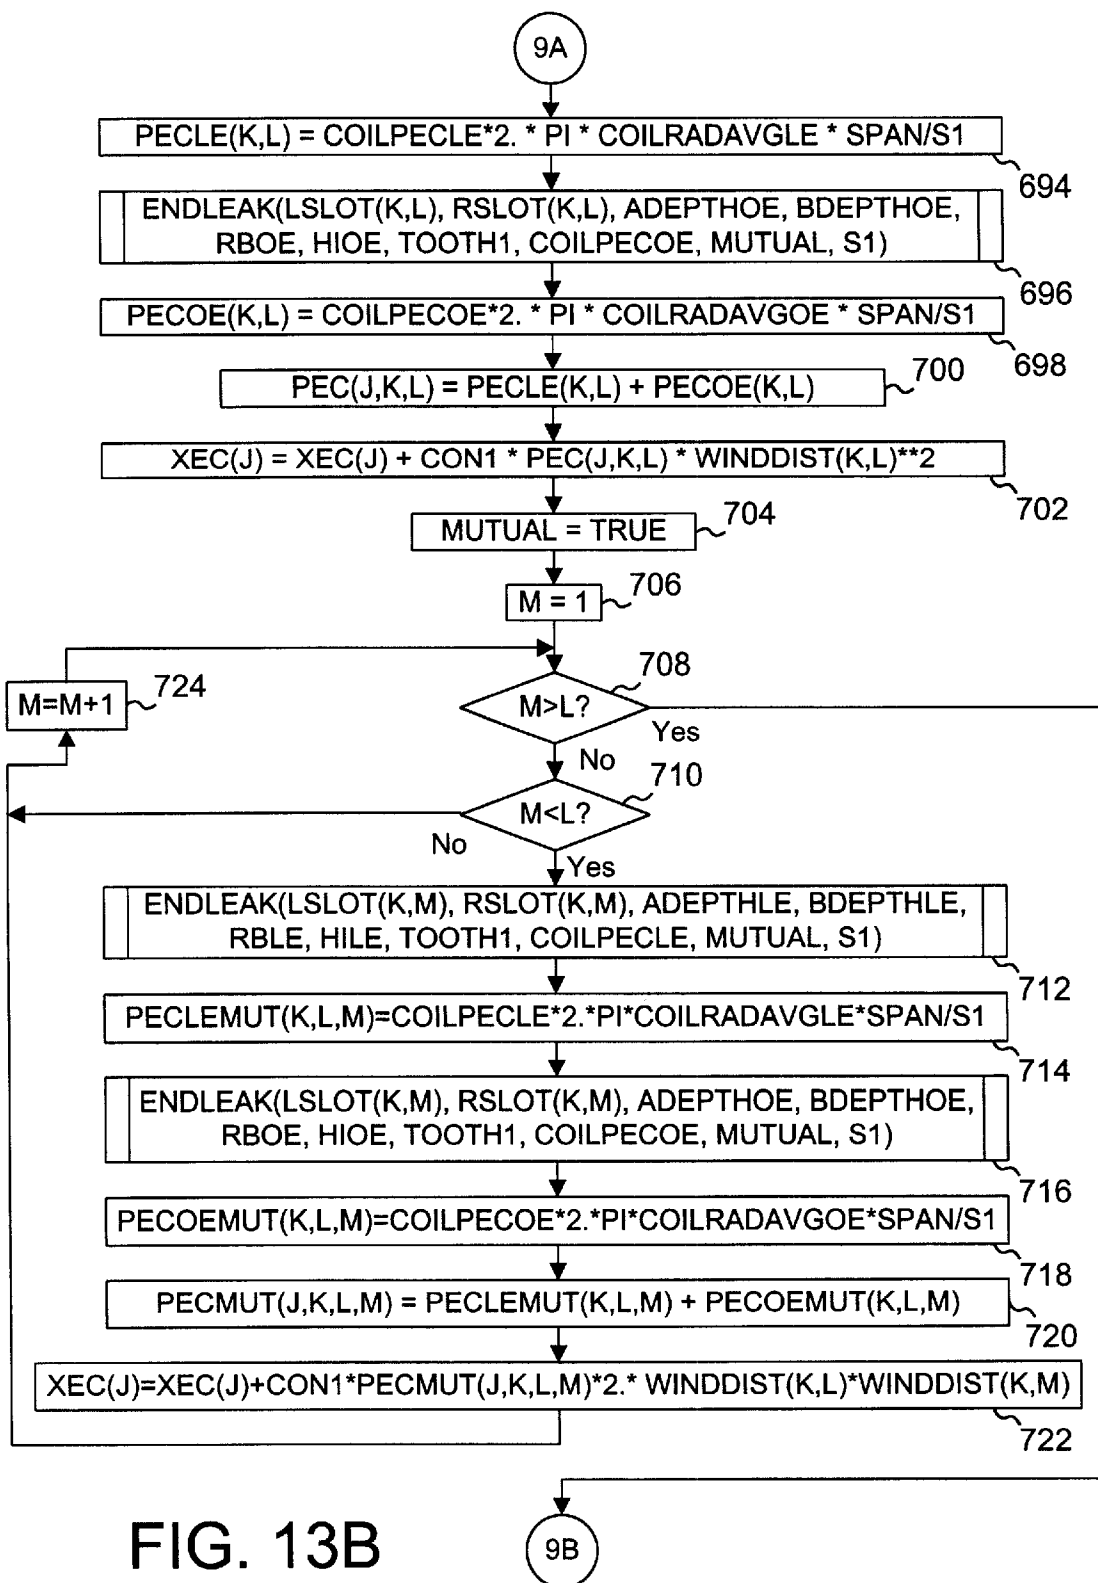 9A
PECLE(K,L) = COILPECLE*2. * PI * COILRADAVGLE * SPAN/S1
694
ENDLEAK(LSLOT(K,L), RSLOT(K,L), ADEPTHOE, BDEPTHOE,
RBOE, HIOE, TOOTH1, COILPECOE, MUTUAL, S1)
696
PECOE(K,L) = COILPECOE*2. * PI * COILRADAVGOE * SPAN/S1
698
700
PEC(J,K,L) = PECLE(K,L) + PECOE(K,L)
XEC(J) = XEC(J) + CON1 * PEC(J,K,L) * WINDDIST(K,L)**2
702
MUTUAL = TRUE
704
M = 1
706
708
M=M+1
724
M>L?
Yes
No
710
M<L?
No
Yes
ENDLEAK(LSLOT(K,M), RSLOT(K,M), ADEPTHLE, BDEPTHLE,
RBLE, HILE, TOOTH1, COILPECLE, MUTUAL, S1)
712
PECLEMUT(K,L,M)=COILPECLE*2.*PI*COILRADAVGLE*SPAN/S1
714
ENDLEAK(LSLOT(K,M), RSLOT(K,M), ADEPTHOE, BDEPTHOE,
RBOE, HIOE, TOOTH1, COILPECOE, MUTUAL, S1)
716
PECOEMUT(K,L,M)=COILPECOE*2.*PI*COILRADAVGOE*SPAN/S1
718
PECMUT(J,K,L,M) = PECLEMUT(K,L,M) + PECOEMUT(K,L,M)
720
XEC(J)=XEC(J)+CON1*PECMUT(J,K,L,M)*2.* WINDDIST(K,L)*WINDDIST(K,M)
722
FIG. 13B
9B